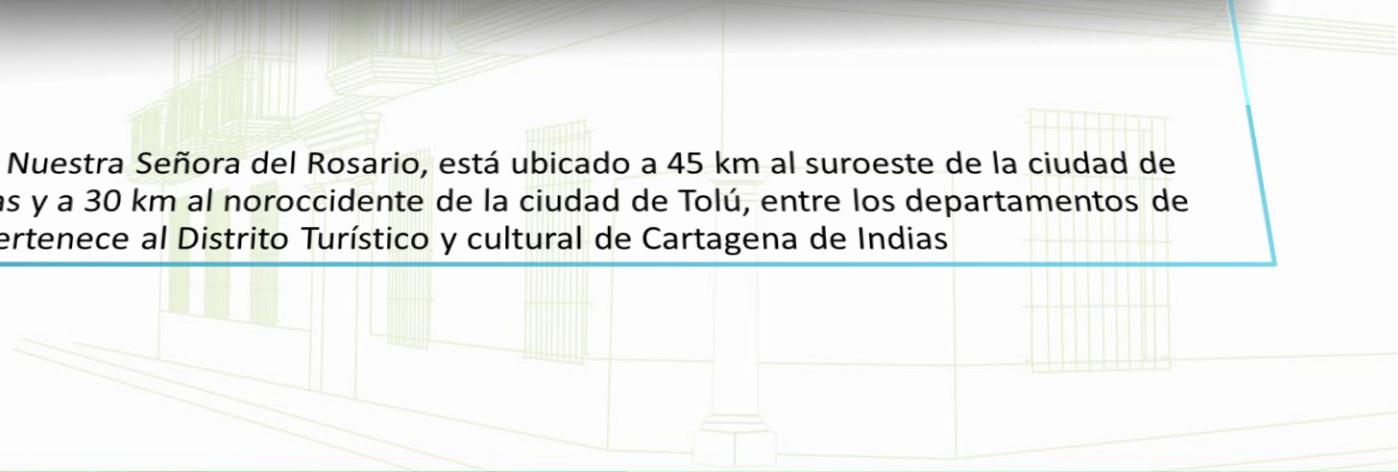 Nuestra Señora del Rosario, está ubicado a 45 km al suroeste de la ciudad de
y a 30 km al noroccidente de la ciudad de Tolú, entre los departamentos de
al Distrito Turístico y cultural de Cartagena de Indias